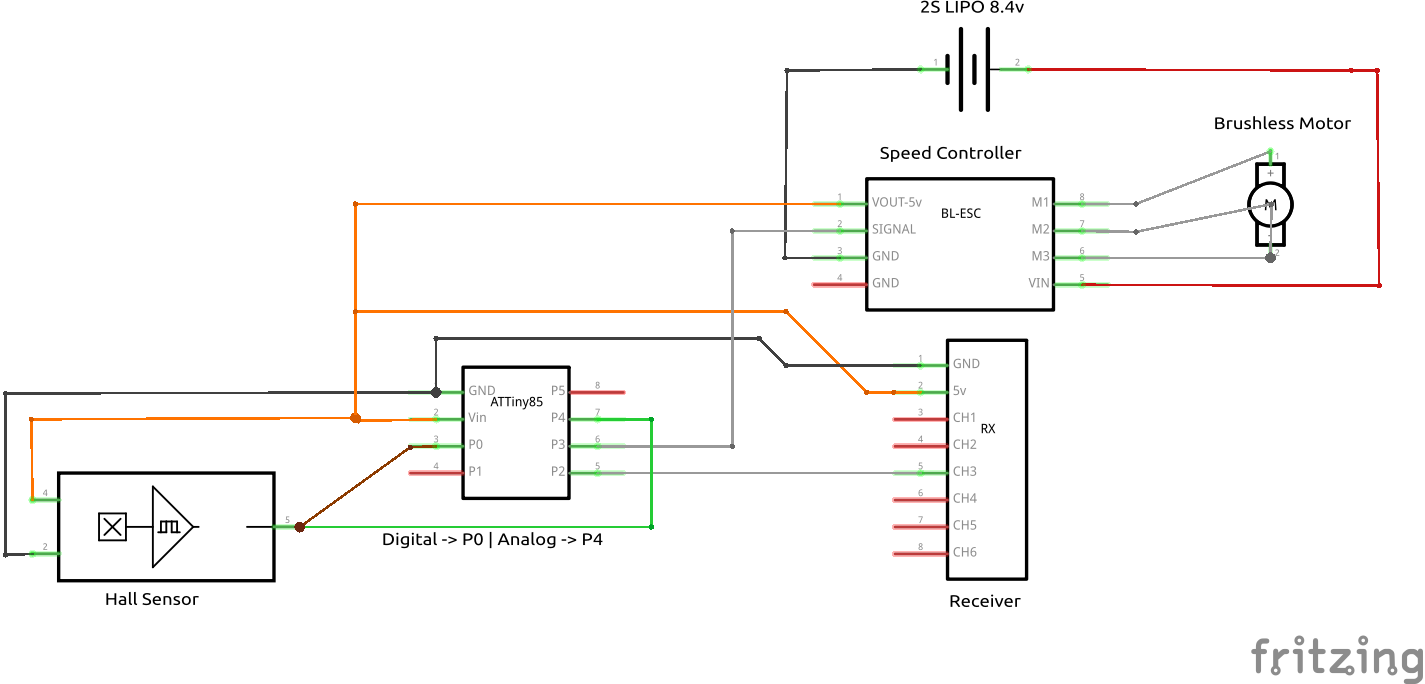 2S LIPO 8.4v
1
2
Brushless Motor
1
+
M
-
2
Speed Controller
BL-ESC
1 VOUT-5v
2 SIGNAL
3 GND
4 GND
M1 8
M2 7
M3 6
VIN 5
ATTiny85
GND
2 Vin
3 P0
4 P1
P5 8
P4 7
P3 6
P2 5
RX
1 GND
2 5v
3 CH1
4 CH2
5 CH3
6 CH4
7 CH5
8 CH6
Receiver
4
2
5
Digital -> P0 | Analog -> P4
Hall Sensor
fritzing